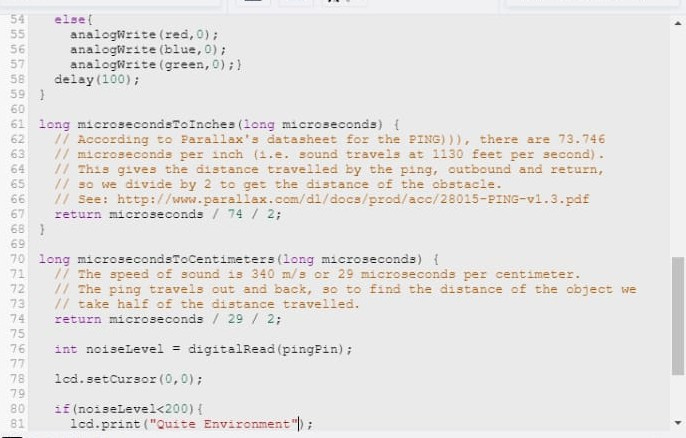 54 else{
55 analogWrite(red,0);
56 analogWrite(blue,0);
57 analogWrite(green,0);}
58 delay(100);
59 }
60
61 long microsecondsToInches(long microseconds) {
62 // According to Parallax's datasheet for the PING))), there are 73.746
63 // microseconds per inch (i.e. sound travels at 1130 feet per second).
64 // This gives the distance travelled by the ping, outbound and return,
65 // so we divide by 2 to get the distance of the obstacle.
66 // See: http://www.parallax.com/dl/docs/prod/acc/28015-PING-v1.3.pdf
67 return microseconds / 74 / 2;
68 }
69
70 long microsecondsToCentimeters(long microseconds) {
71 // The speed of sound is 340 m/s or 29 microseconds per centimeter.
72 // The ping travels out and back, so to find the distance of the object we
73 // take half of the distance travelled.
74 return microseconds / 29 / 2;
75
76 int noiseLevel = digitalRead(pingPin);
77
78 lcd.setCursor(0,0);
79
80 if(noiseLevel<200){
81 lcd.print("Quite Environment");